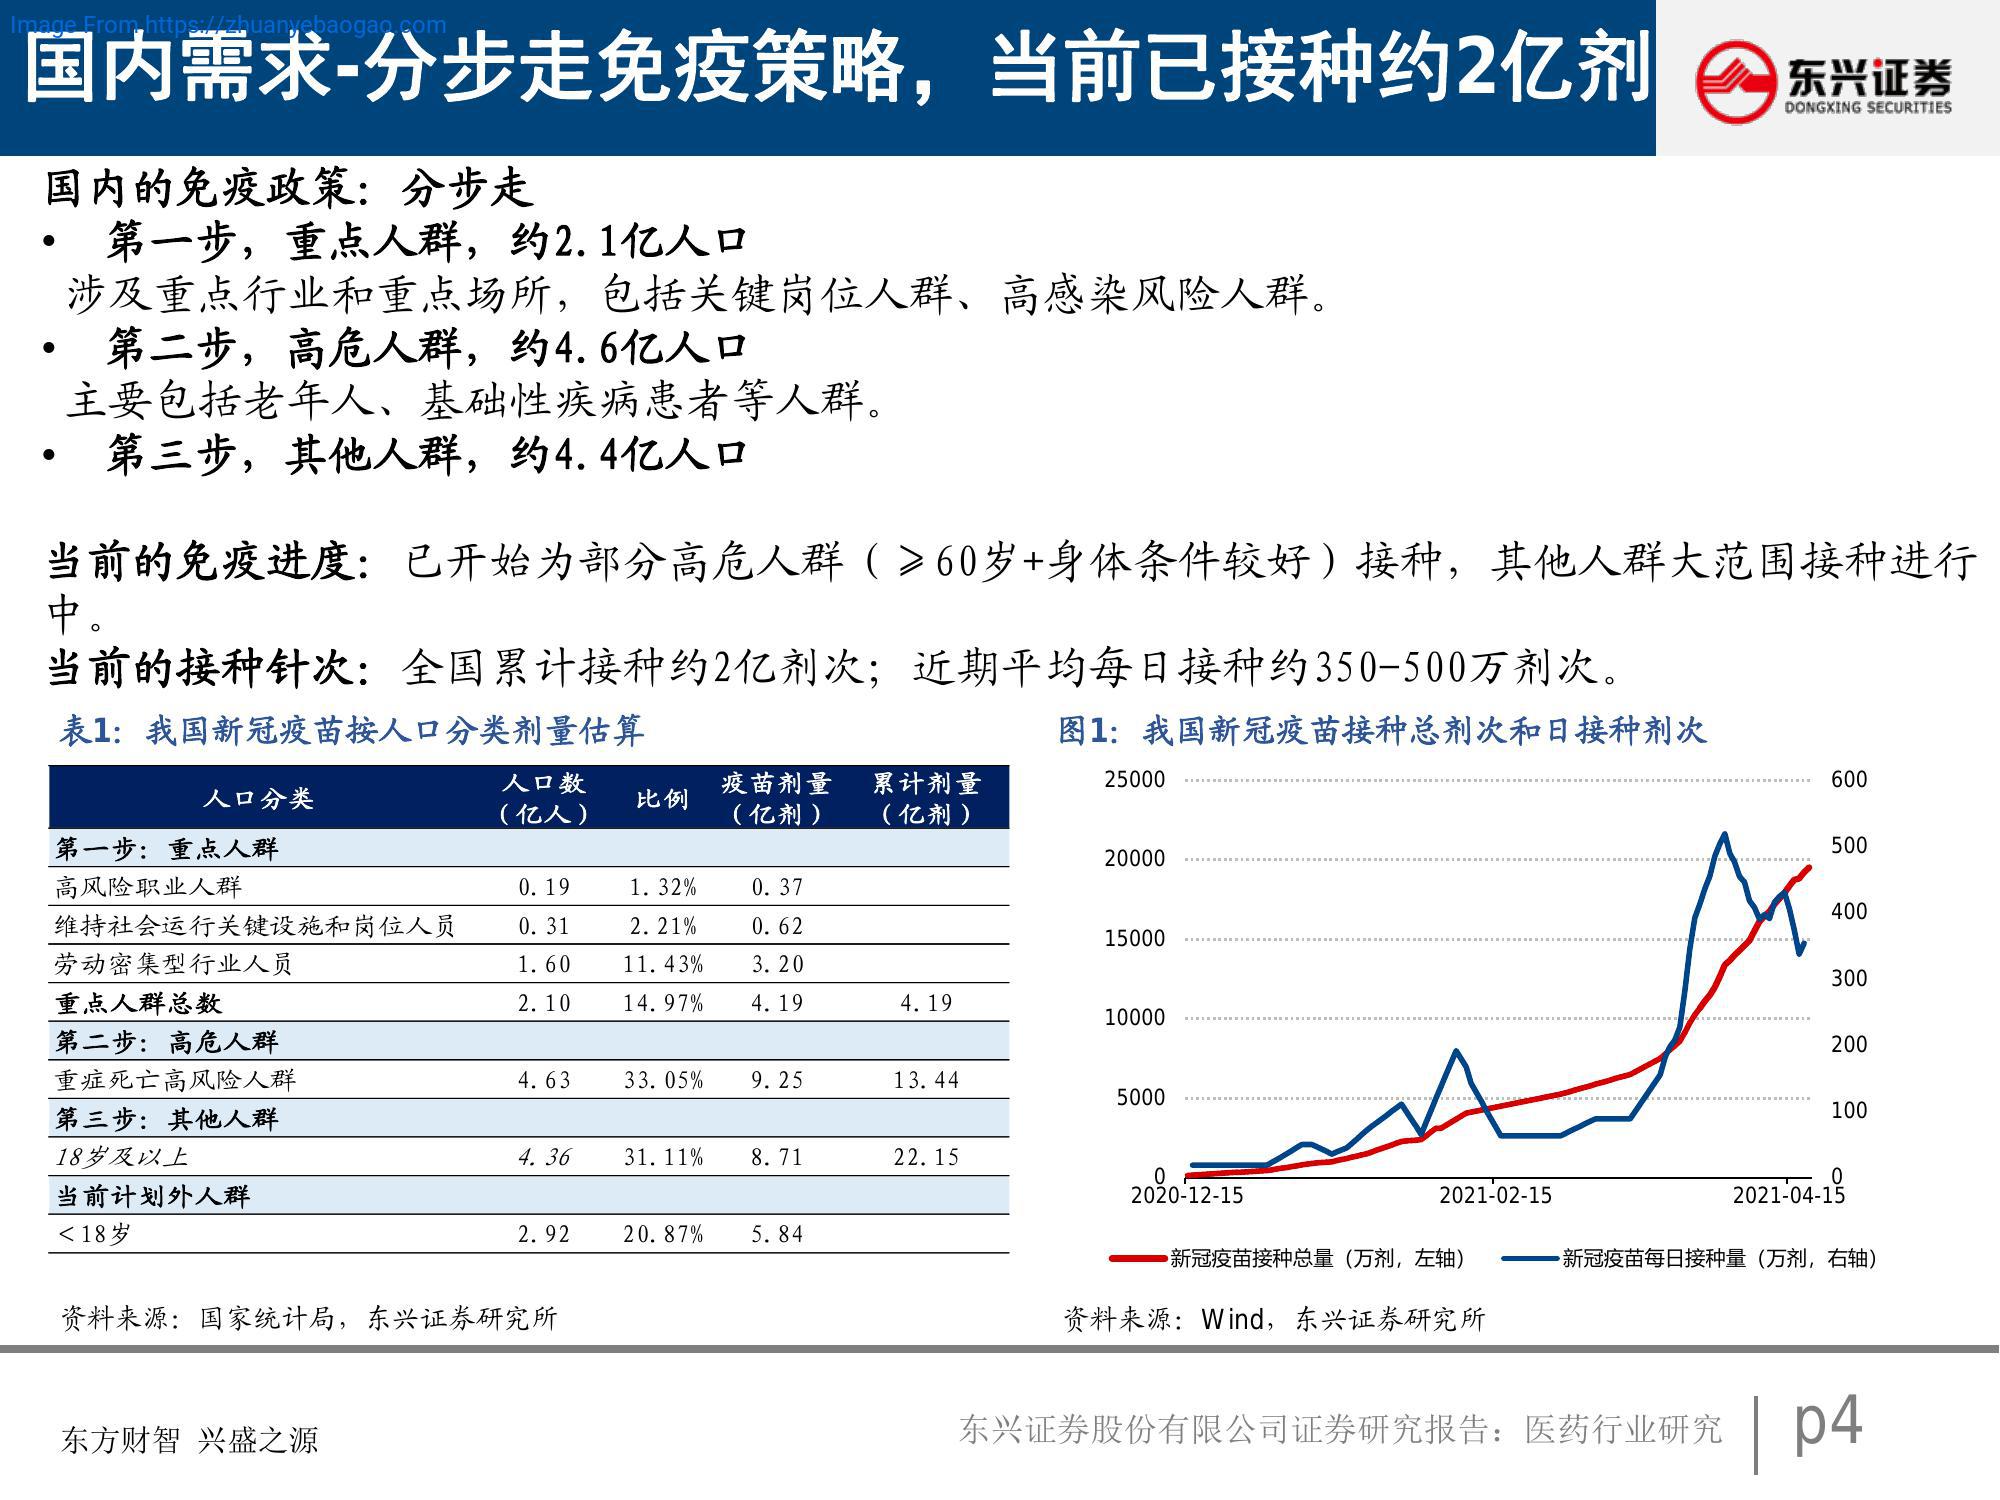 Image From https://zhuanyebaogao.com
国内需求-分步走免疫策略，当前已接种约2亿剂
东兴证券
DONGXING SECURITIES
国内的免疫政策：分步走
• 第一步，重点人群，约2.1亿人口
涉及重点行业和重点场所，包括关键岗位人群、高感染风险人群。
• 第二步，高危人群，约4.6亿人口
主要包括老年人、基础性疾病患者等人群。
• 第三步，其他人群，约4.4亿人口
当前的免疫进度：已开始为部分高危人群（≥60岁+身体条件较好）接种，其他人群大范围接种进行
中。
当前的接种针次：全国累计接种约2亿剂次；近期平均每日接种约350-500万剂次。
表1：我国新冠疫苗按人口分类剂量估算
人口分类 人口数（亿人） 比例 疫苗剂量（亿剂） 累计剂量（亿剂）
第一步：重点人群
高风险职业人群 0.19 1.32% 0.37
维持社会运行关键设施和岗位人员 0.31 2.21% 0.62
劳动密集型行业人员 1.60 11.43% 3.20
重点人群总数 2.10 14.97% 4.19 4.19
第二步：高危人群
重症死亡高风险人群 4.63 33.05% 9.25 13.44
第三步：其他人群
18岁及以上 4.36 31.11% 8.71 22.15
当前计划外人群
<18岁 2.92 20.87% 5.84
资料来源：国家统计局，东兴证券研究所
图1：我国新冠疫苗接种总剂次和日接种剂次
25000
20000
15000
10000
5000
0
600
500
400
300
200
100
0
2020-12-15 2021-02-15 2021-04-15
新冠疫苗接种总量（万剂，左轴） 新冠疫苗每日接种量（万剂，右轴）
资料来源：Wind，东兴证券研究所
东方财智 兴盛之源
东兴证券股份有限公司证券研究报告：医药行业研究
p4